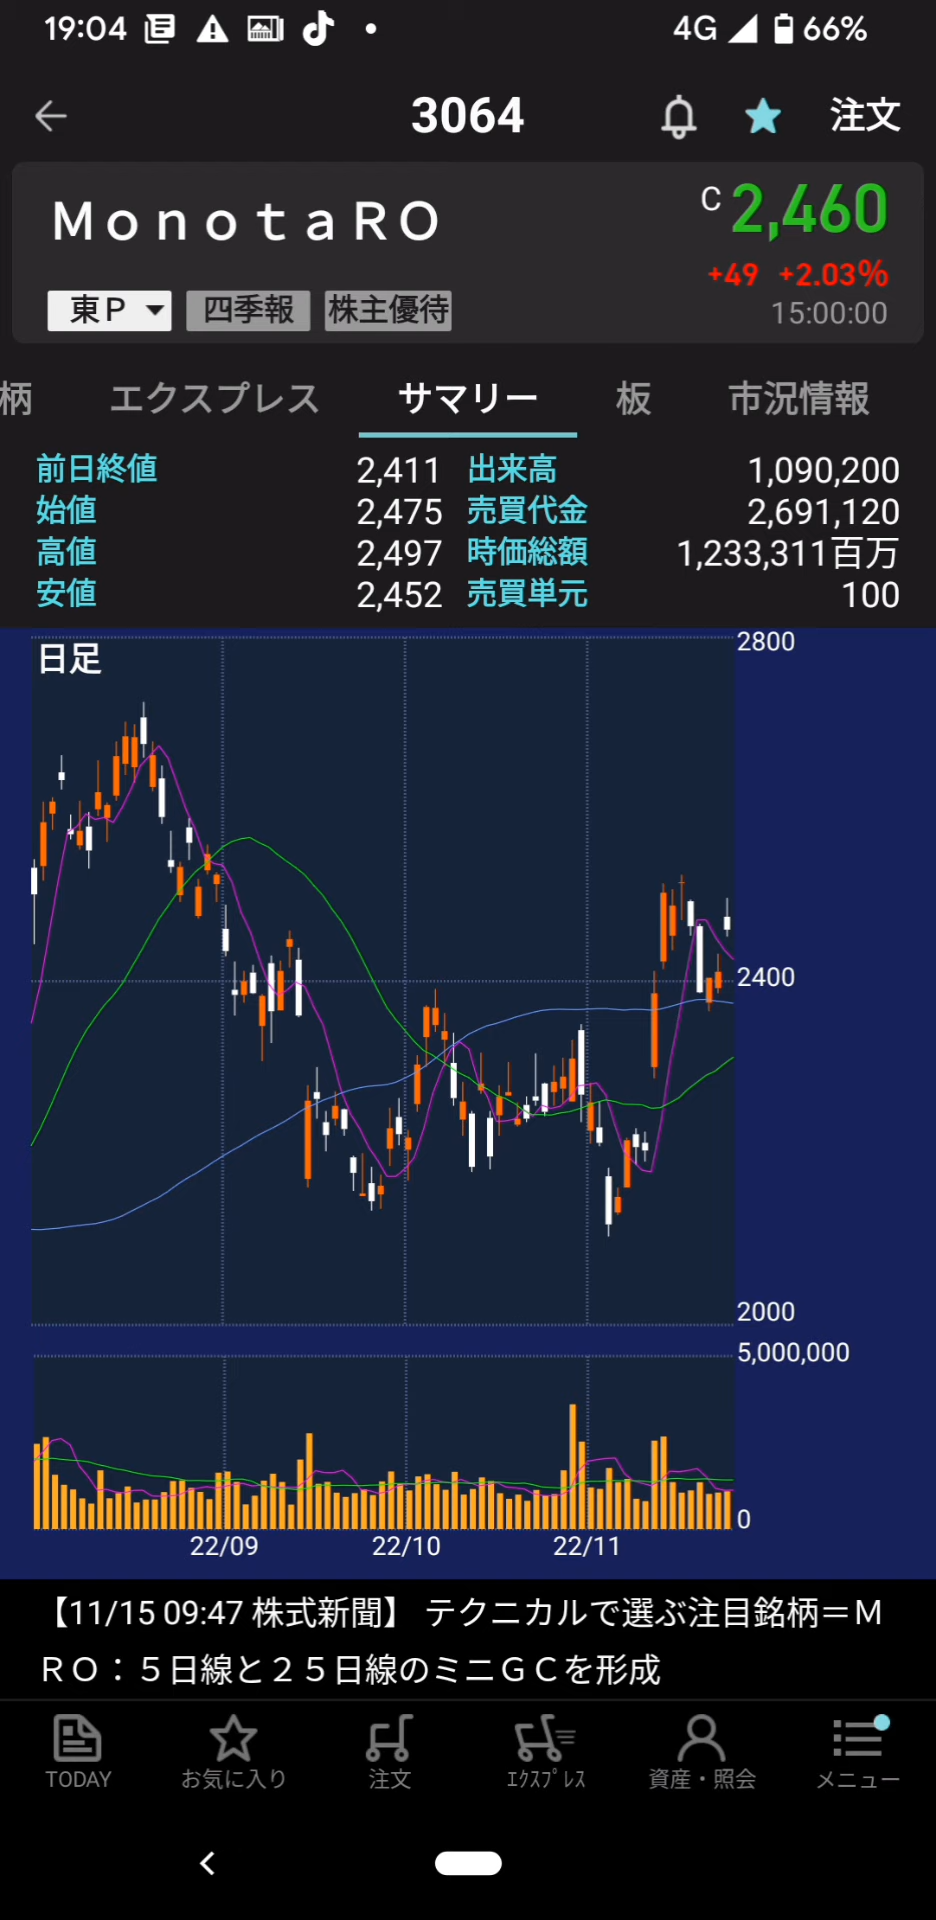 19:04 4G 66%
3064 注文
ＭｏｎｏｔａＲＯ C 2,460
+49 +2.03%
東Ｐ 四季報 株主優待 15:00:00
柄 エクスプレス サマリー 板 市況情報
前日終値 2,411 出来高 1,090,200
始値 2,475 売買代金 2,691,120
高値 2,497 時価総額 1,233,311百万
安値 2,452 売買単元 100
日足 2800
2400
2000
5,000,000
0
22/09 22/10 22/11
【11/15 09:47 株式新聞】 テクニカルで選ぶ注目銘柄＝Ｍ
ＲＯ：５日線と２５日線のミニＧＣを形成
TODAY お気に入り 注文 ｴｸｽﾌﾟﾚｽ 資産・照会 メニュー